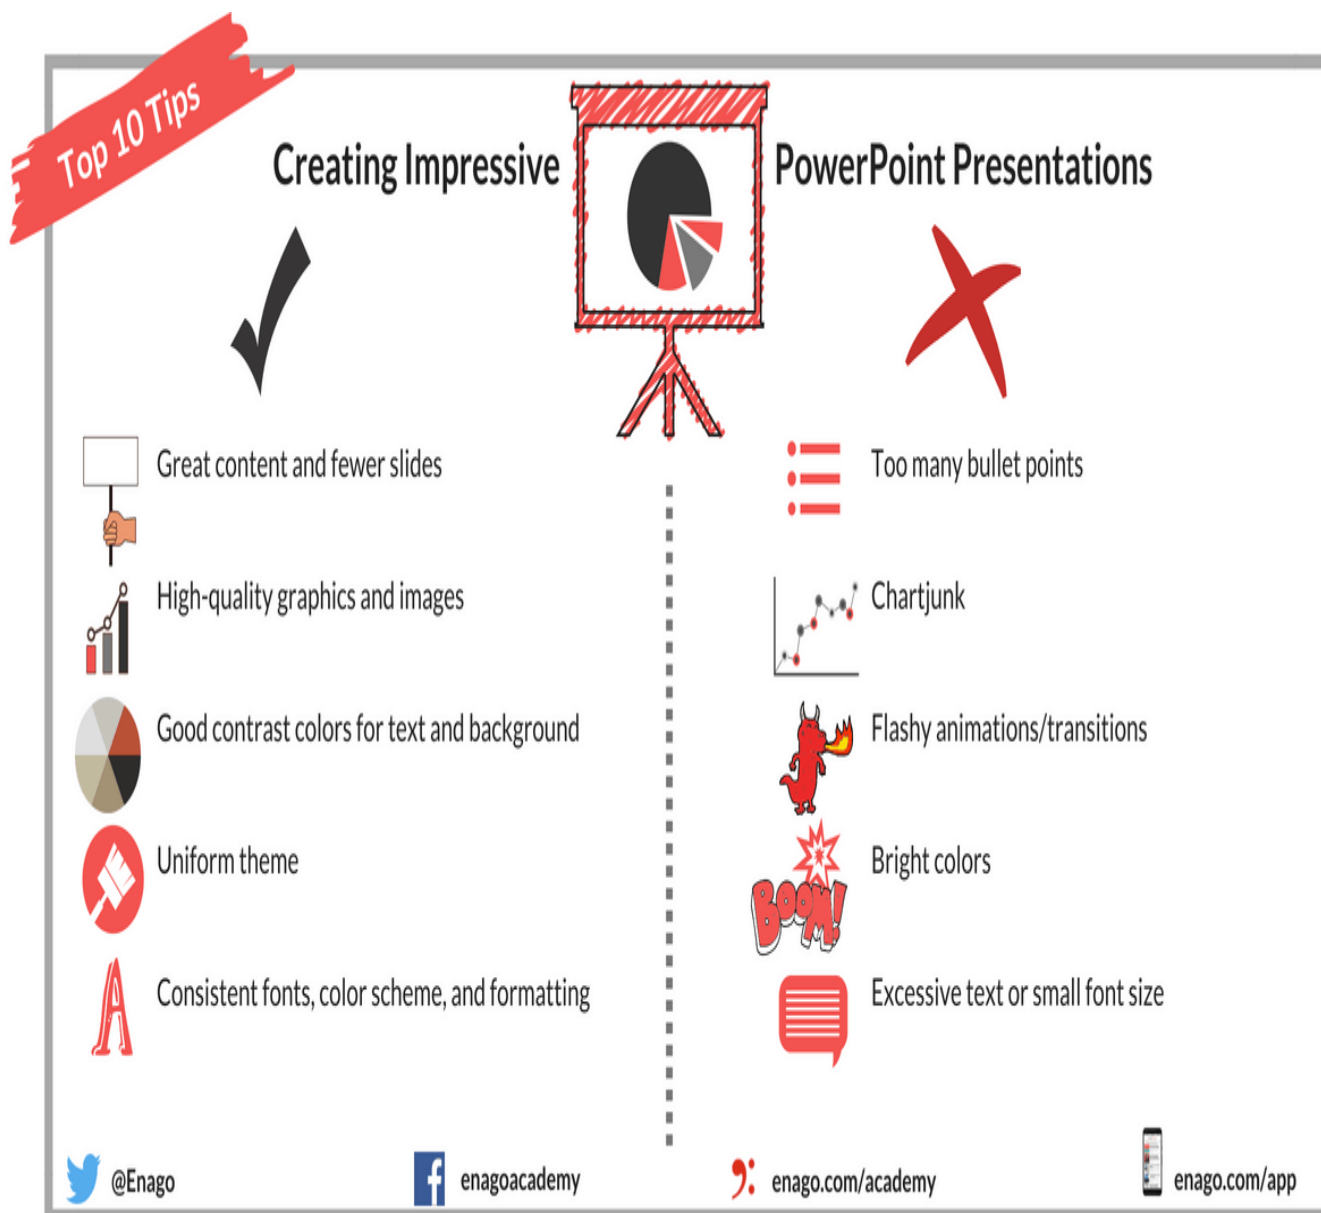 Top 10 Tips
Creating Impressive PowerPoint Presentations
Great content and fewer slides
High-quality graphics and images
Good contrast colors for text and background
Uniform theme
A
Consistent fonts, color scheme, and formatting
Too many bullet points
Chartjunk
Flashy animations/transitions
Bright colors
BOOM!
Excessive text or small font size
@Enago
enagoacademy
enago.com/academy
enago.com/app